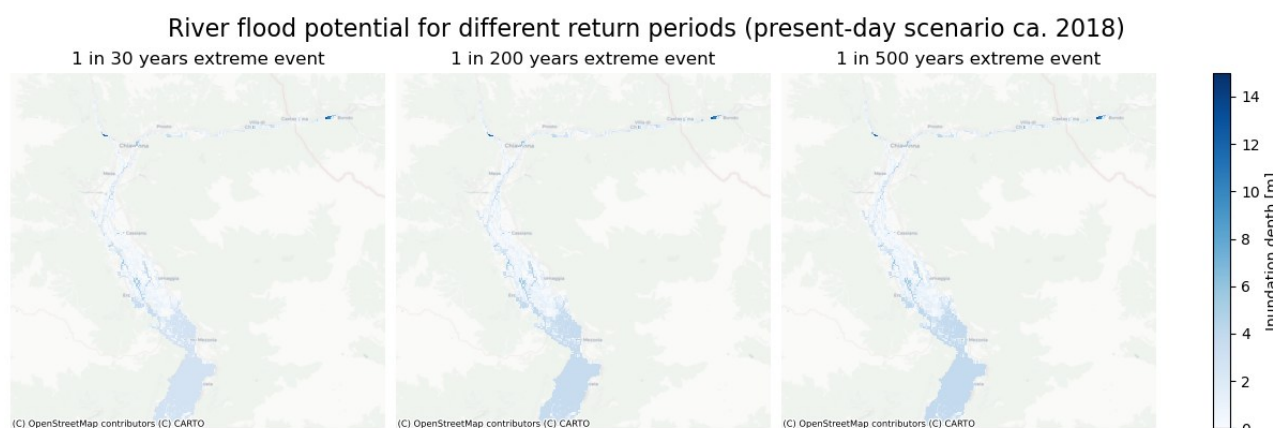 River flood potential for different return periods (present-day scenario ca. 2018)
1 in 30 years extreme event
1 in 200 years extreme event
1 in 500 years extreme event
14
12
10
8
6
4
2
0
Inundation depth [m]
(C) OpenStreetMap contributors (C) CARTO
(C) OpenStreetMap contributors (C) CARTO
(C) OpenStreetMap contributors (C) CARTO